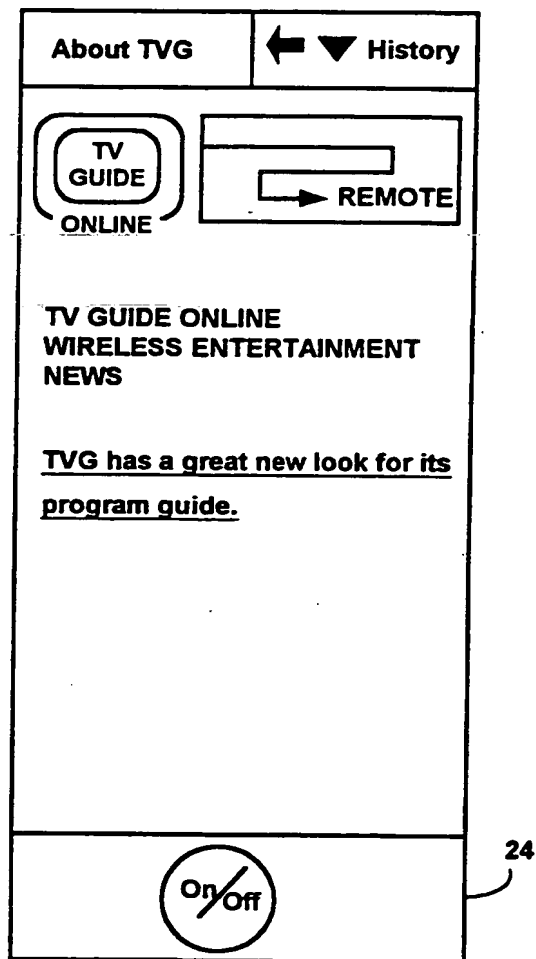 About TVG
History
TV
GUIDE
ONLINE
REMOTE
TV GUIDE ONLINE
WIRELESS ENTERTAINMENT
NEWS
TVG has a great new look for its
program guide.
On/Off
24